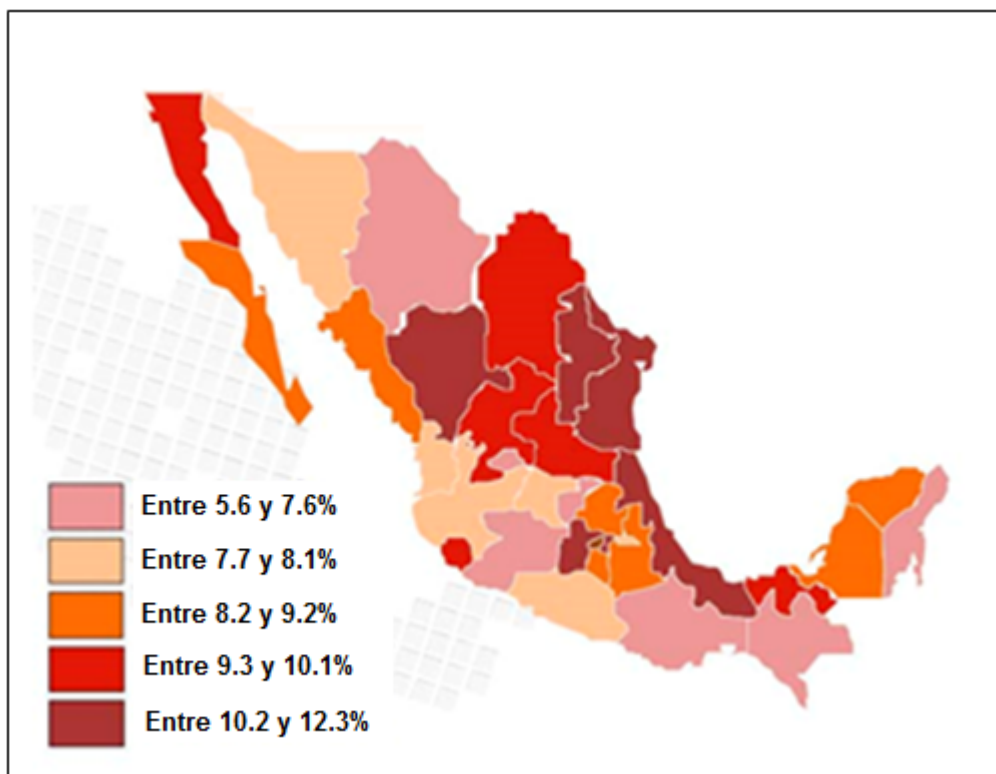 Entre 5.6 y 7.6%
Entre 7.7 y 8.1%
Entre 8.2 y 9.2%
Entre 9.3 y 10.1%
Entre 10.2 y 12.3%